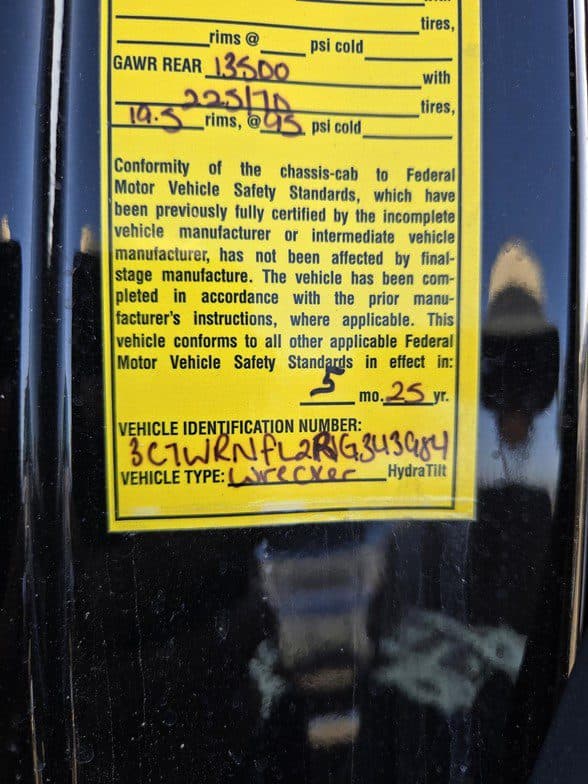 tires,
rims @ psi cold
GAWR REAR 13500 with
225/70 tires,
19.5 rims, @ 95 psi cold
Conformity of the chassis-cab to Federal
Motor Vehicle Safety Standards, which have
been previously fully certified by the incomplete
vehicle manufacturer or intermediate vehicle
manufacturer, has not been affected by final-
stage manufacture. The vehicle has been com-
pleted in accordance with the prior manu-
facturer's instructions, where applicable. This
vehicle conforms to all other applicable Federal
Motor Vehicle Safety Standards in effect in:
5 mo. 25 yr.
VEHICLE IDENTIFICATION NUMBER:
3C7WRNFL2RG343984
VEHICLE TYPE: Wrecker HydraTilt